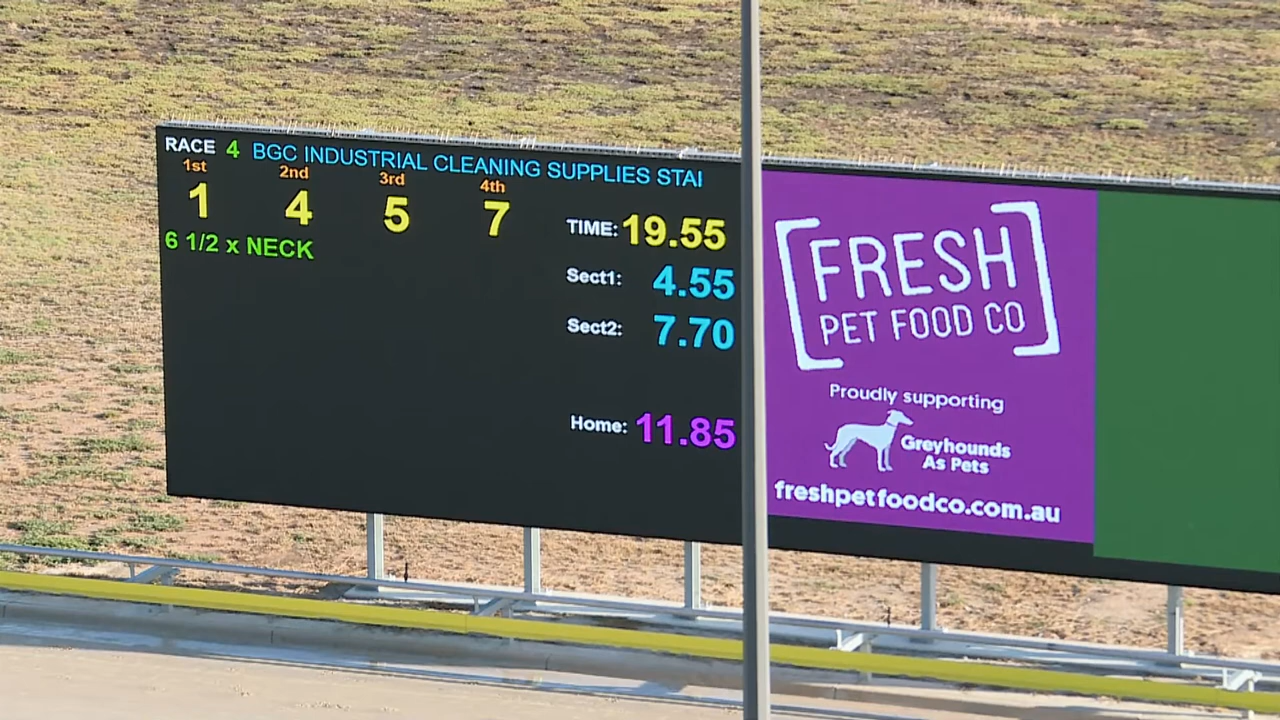 RACE 4 BGC INDUSTRIAL CLEANING SUPPLIES STAI
1st 2nd 3rd 4th
1 4 5 7
6 1/2 x NECK
TIME: 19.55
Sect1: 4.55
Sect2: 7.70
Home: 11.85
FRESH
PET FOOD CO
Proudly supporting
Greyhounds
As Pets
freshpetfoodco.com.au